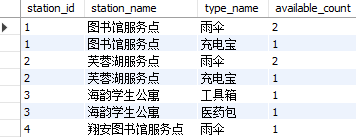 station_id station_name type_name available_count
1 图书馆服务点 雨伞 2
1 图书馆服务点 充电宝 1
2 芙蓉湖服务点 雨伞 2
2 芙蓉湖服务点 充电宝 1
3 海韵学生公寓 工具箱 1
3 海韵学生公寓 医药包 1
4 翔安图书馆服务点 雨伞 1